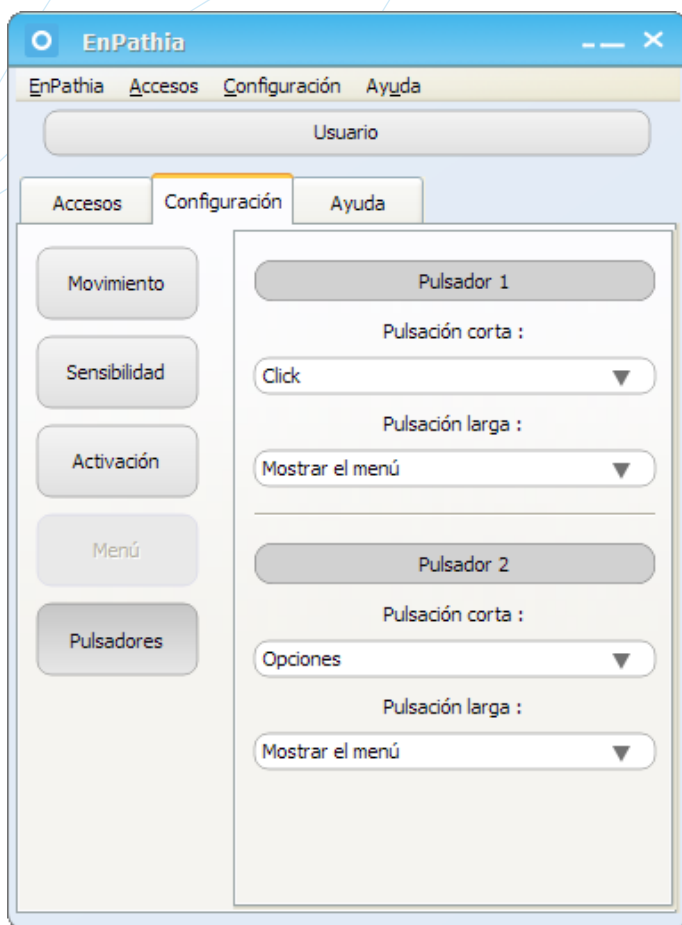 EnPathia
EnPathia Accesos Configuración Ayuda
Usuario
Accesos Configuración Ayuda
Movimiento
Sensibilidad
Activación
Menú
Pulsadores
Pulsador 1
Pulsación corta :
Click
Pulsación larga :
Mostrar el menú
Pulsador 2
Pulsación corta :
Opciones
Pulsación larga :
Mostrar el menú